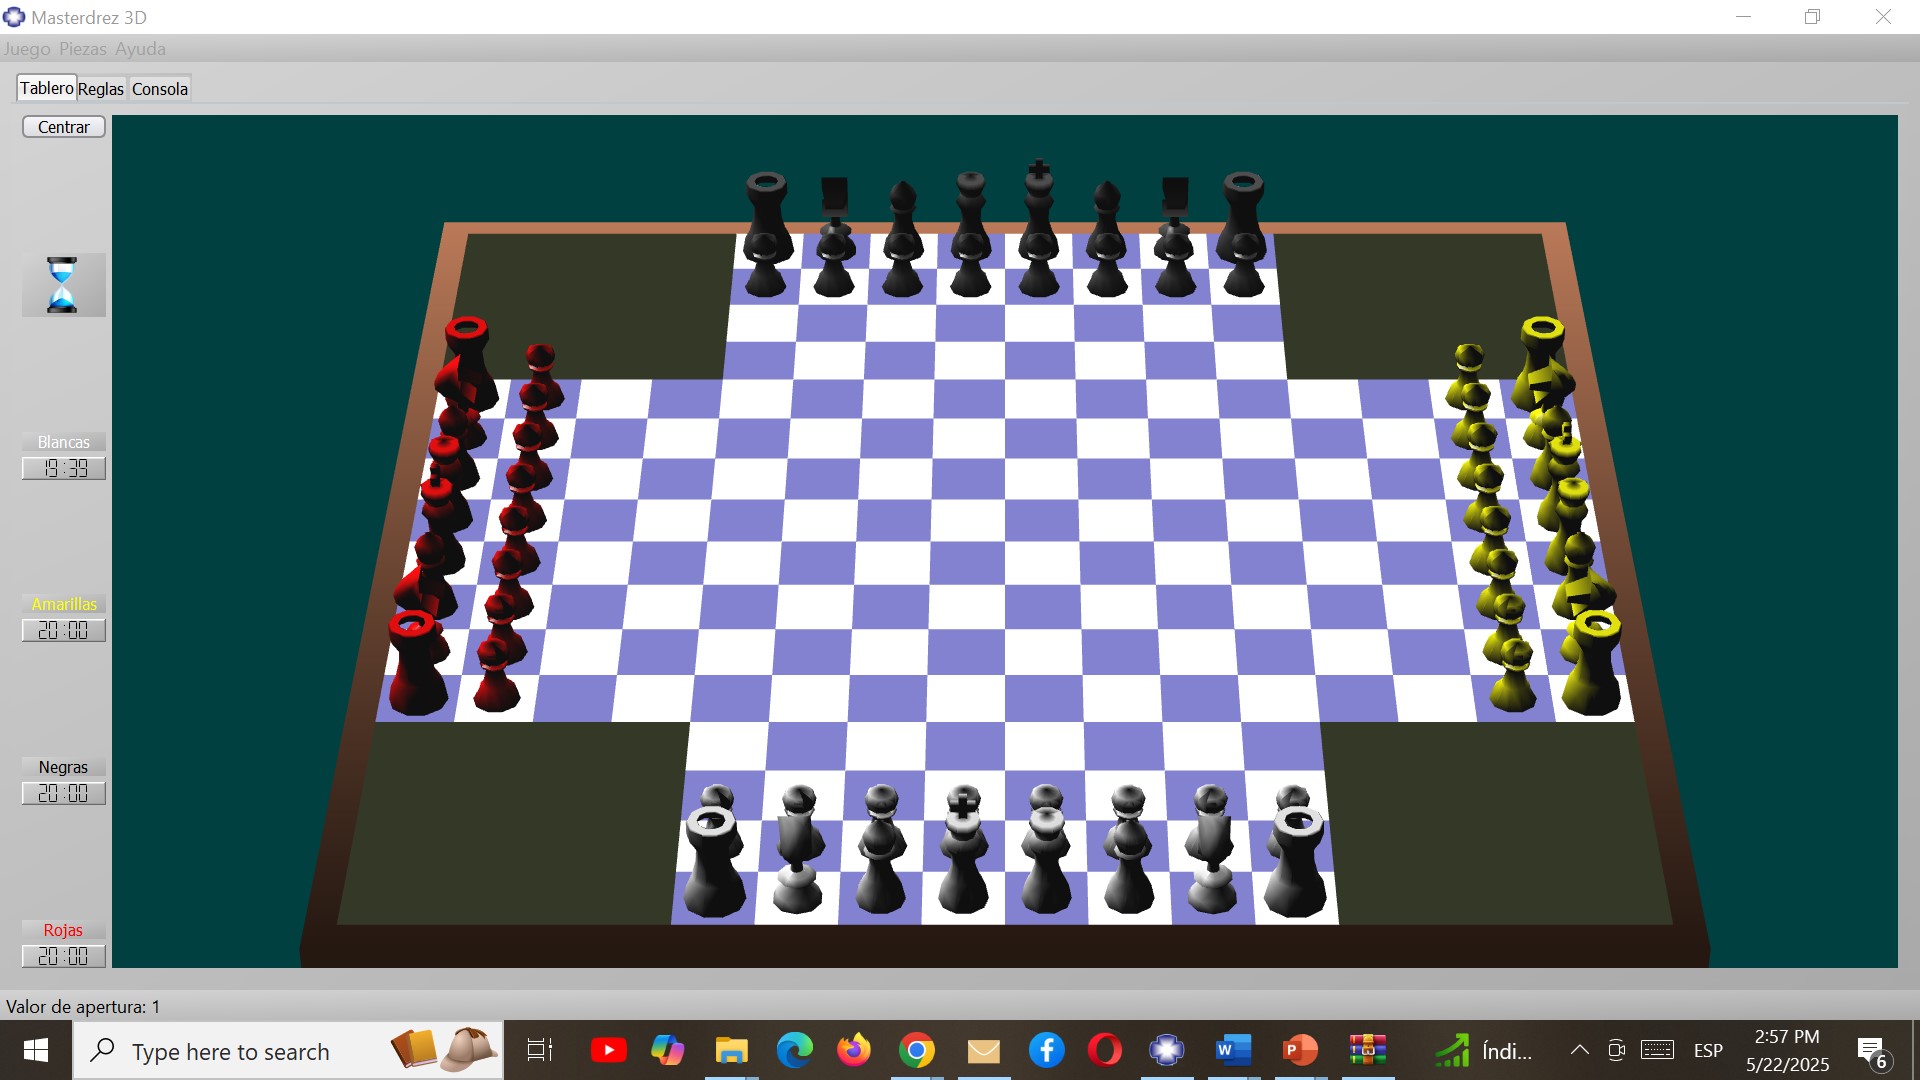 Masterdrez 3D
Juego Piezas Ayuda
Tablero Reglas Consola
Centrar
Blancas
19:39
Amarillas
20:00
Negras
20:00
Rojas
20:00
Valor de apertura: 1
Type here to search
W
P
Índi...
ESP
2:57 PM
5/22/2025
6